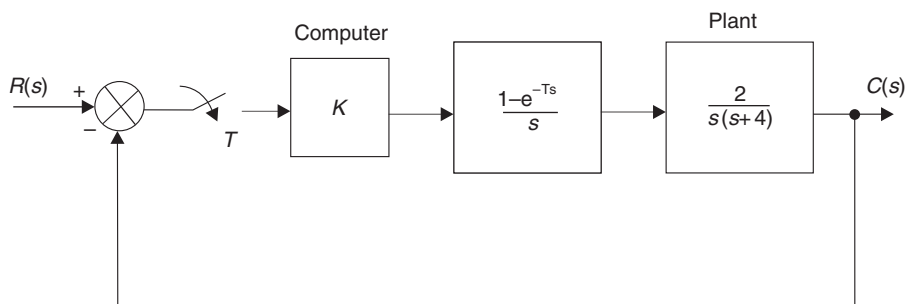 Computer
Plant
R(s)
+
−
T
K
1−e^−Ts
s
2
s(s+4)
C(s)